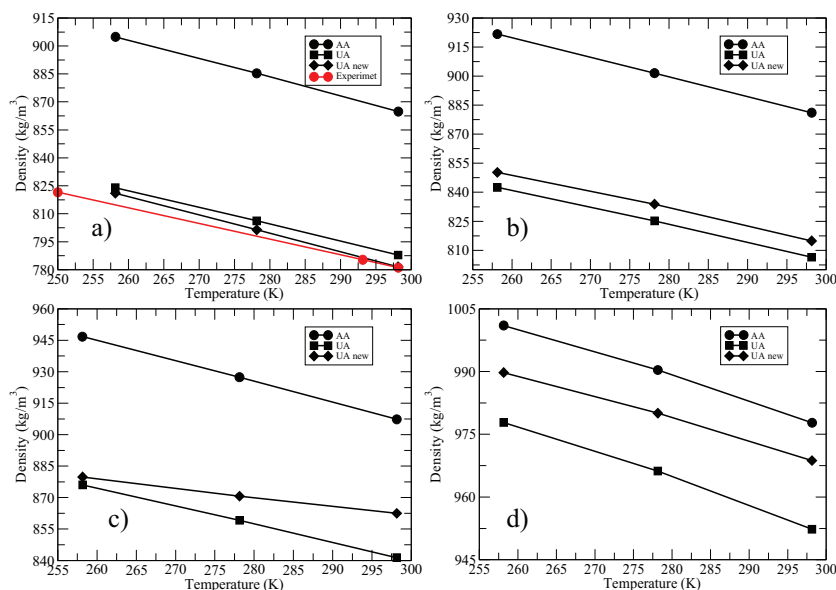 915
900
885
870
855
840
825
810
795
780
Density (kg/m³)
AA
UA
UA new
Experimet
a)
250 255 260 265 270 275 280 285 290 295 300
Temperature (K)
930
915
900
885
870
855
840
825
810
Density (kg/m³)
AA
UA
UA new
b)
255 260 265 270 275 280 285 290 295 300
Temperature (K)
960
945
930
915
900
885
870
855
840
Density (kg/m³)
AA
UA
UA new
c)
255 260 265 270 275 280 285 290 295 300
Temperature (K)
1005
990
975
960
945
Density (kg/m³)
AA
UA
UA new
d)
255 260 265 270 275 280 285 290 295 300
Temperature (K)